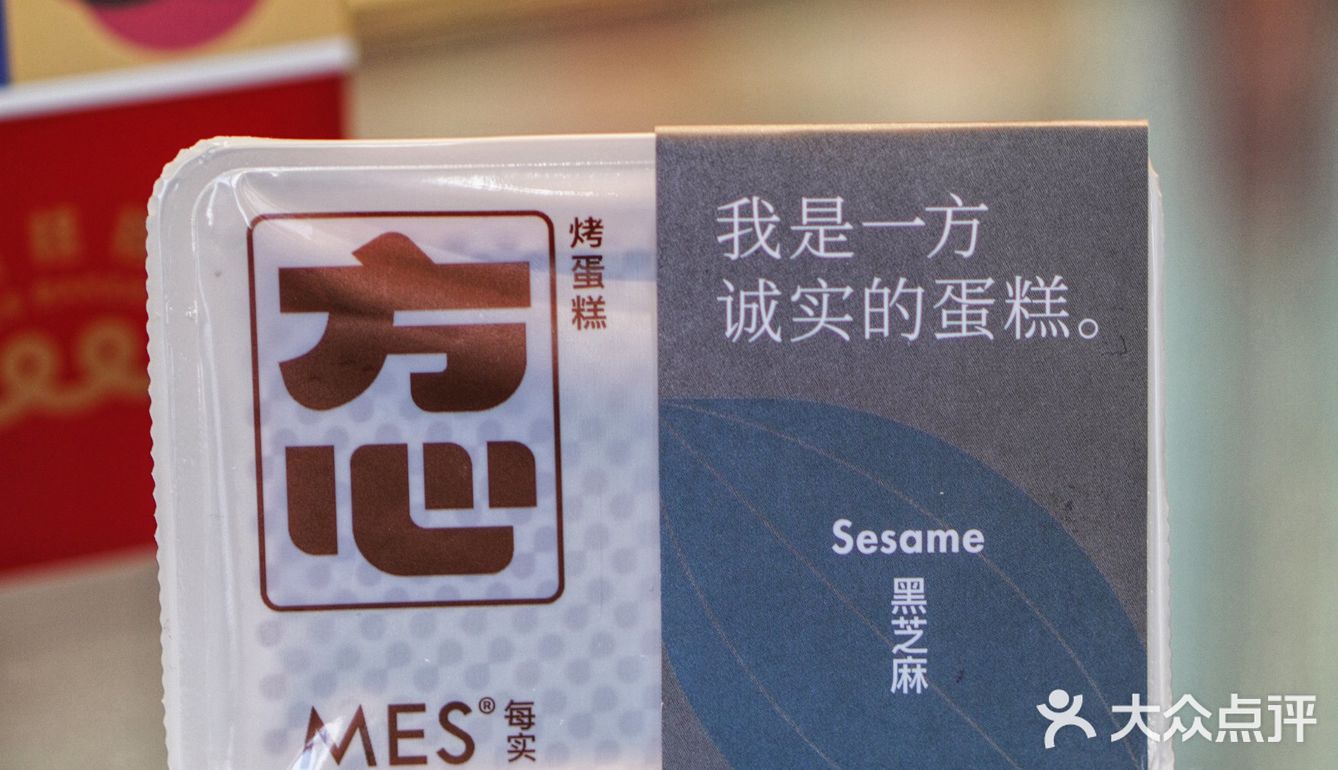 方心
烤蛋糕
MES®每实
我是一方
诚实的蛋糕。
Sesame
黑芝麻
大众点评